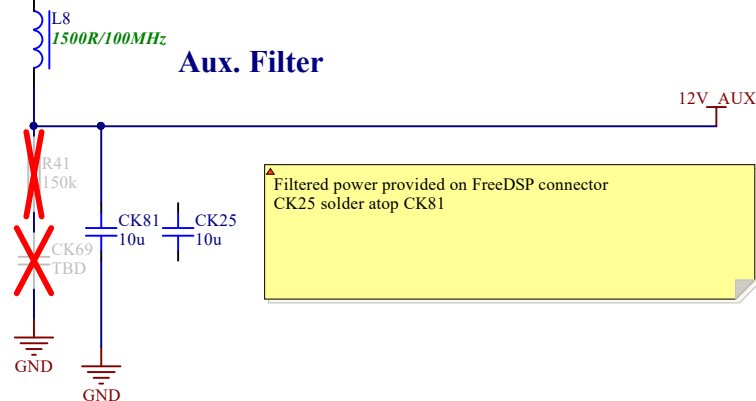 L8
1500R/100MHz
Aux. Filter
12V_AUX
R41
150k
Filtered power provided on FreeDSP connector
CK25 solder atop CK81
CK81
10u
CK25
10u
CK69
TBD
GND
GND